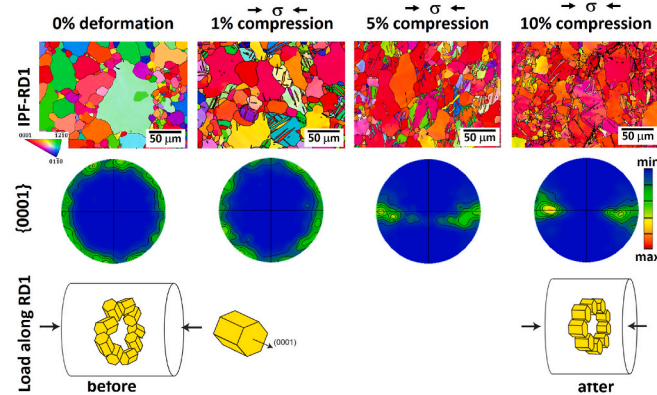 → σ ← → σ ← → σ ←
0% deformation 1% compression 5% compression 10% compression
IPF-RD1
50 μm 50 μm 50 μm 50 μm
0001 1210
0110
{0001}
min
max
Load along RD1
(0001)
before after